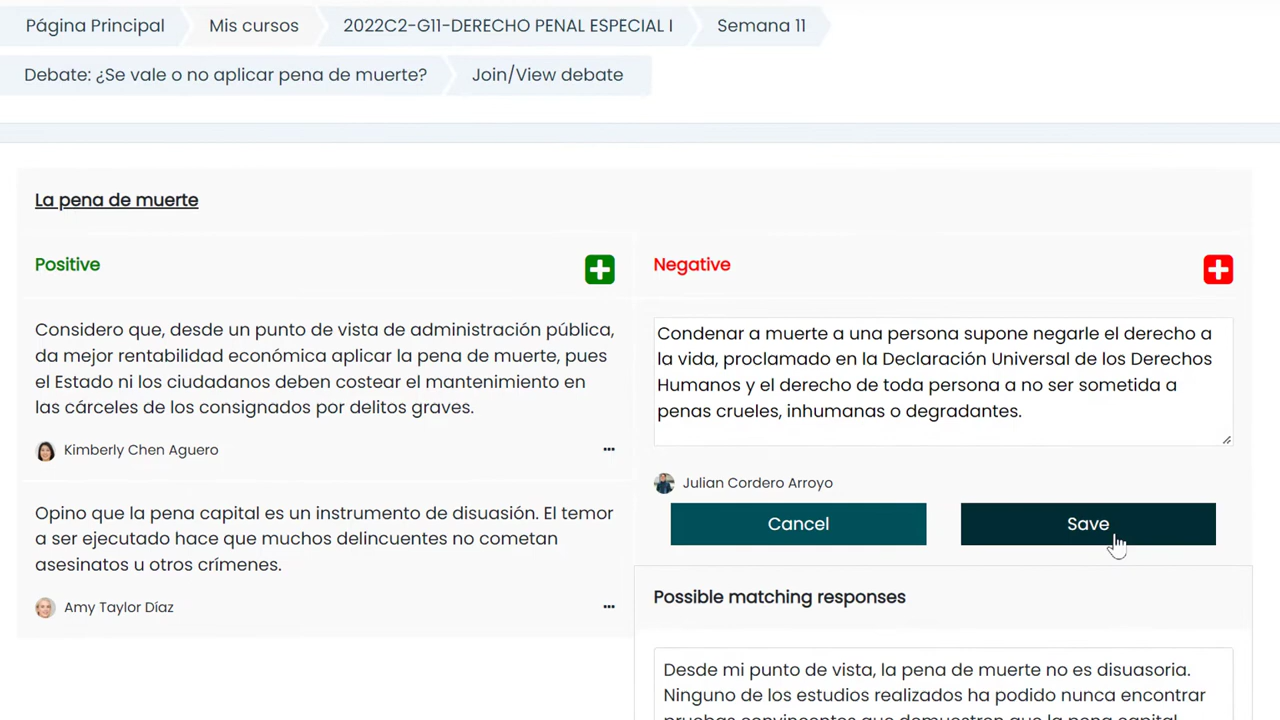 Página Principal
Mis cursos
2022C2-G11-DERECHO PENAL ESPECIAL I
Semana 11
Debate: ¿Se vale o no aplicar pena de muerte?
Join/View debate
La pena de muerte
Positive
Considero que, desde un punto de vista de administración pública,
da mejor rentabilidad económica aplicar la pena de muerte, pues
el Estado ni los ciudadanos deben costear el mantenimiento en
las cárceles de los consignados por delitos graves.
Kimberly Chen Aguero
Opino que la pena capital es un instrumento de disuasión. El temor
a ser ejecutado hace que muchos delincuentes no cometan
asesinatos u otros crímenes.
Amy Taylor Díaz
Negative
Condenar a muerte a una persona supone negarle el derecho a
la vida, proclamado en la Declaración Universal de los Derechos
Humanos y el derecho de toda persona a no ser sometida a
penas crueles, inhumanas o degradantes.
Julian Cordero Arroyo
Cancel
Save
Possible matching responses
Desde mi punto de vista, la pena de muerte no es disuasoria.
Ninguno de los estudios realizados ha podido nunca encontrar
pruebas convincentes que demuestren que la pena capital